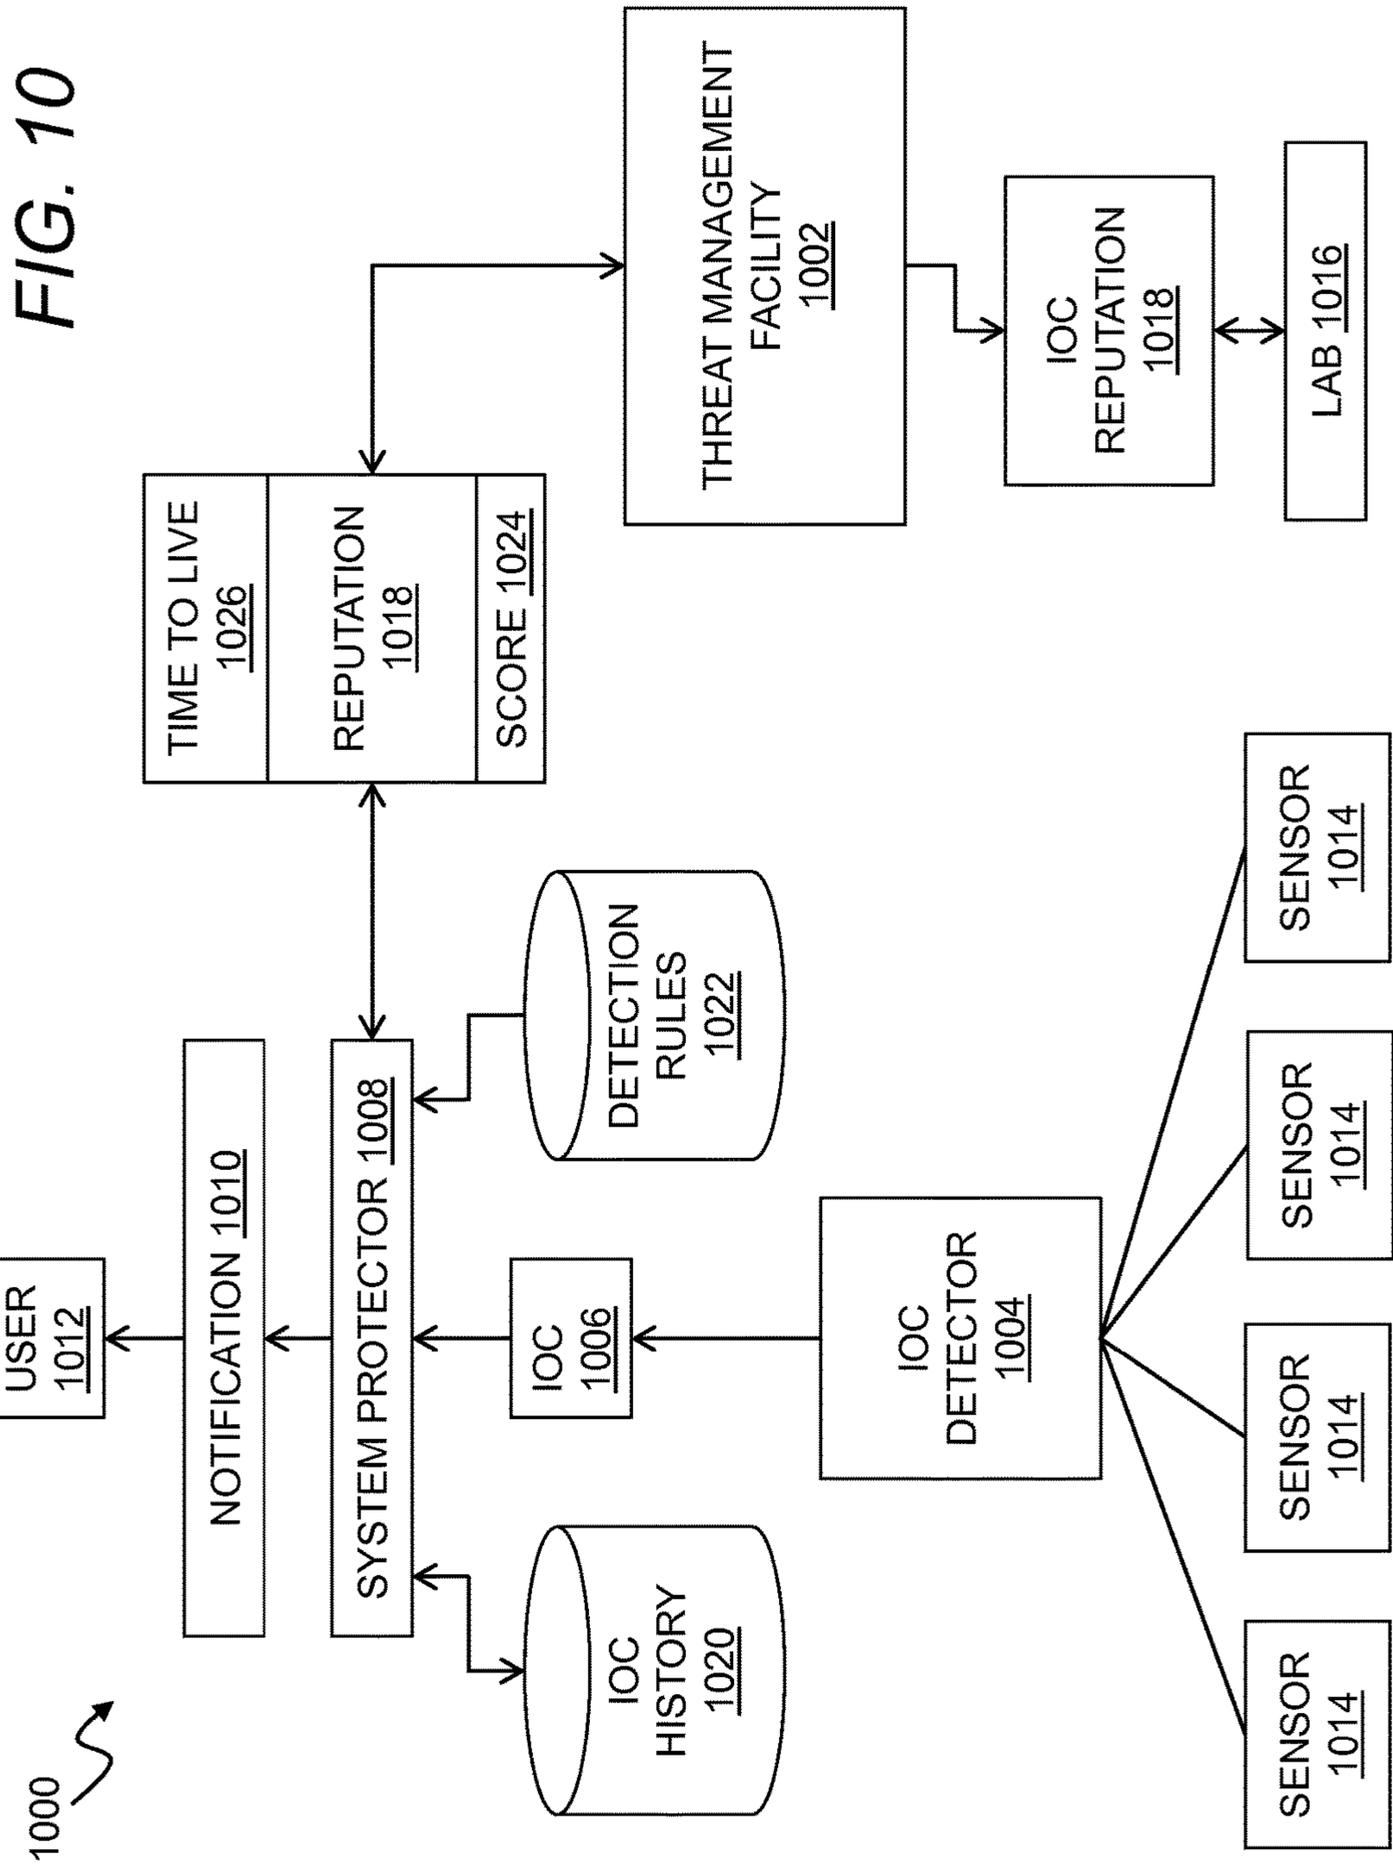 FIG. 10
1000
USER
1012
NOTIFICATION 1010
SYSTEM PROTECTOR 1008
TIME TO LIVE
1026
REPUTATION
1018
SCORE 1024
IOC
HISTORY
1020
IOC
1006
DETECTION
RULES
1022
THREAT MANAGEMENT
FACILITY
1002
IOC
DETECTOR
1004
IOC
REPUTATION
1018
LAB 1016
SENSOR
1014
SENSOR
1014
SENSOR
1014
SENSOR
1014